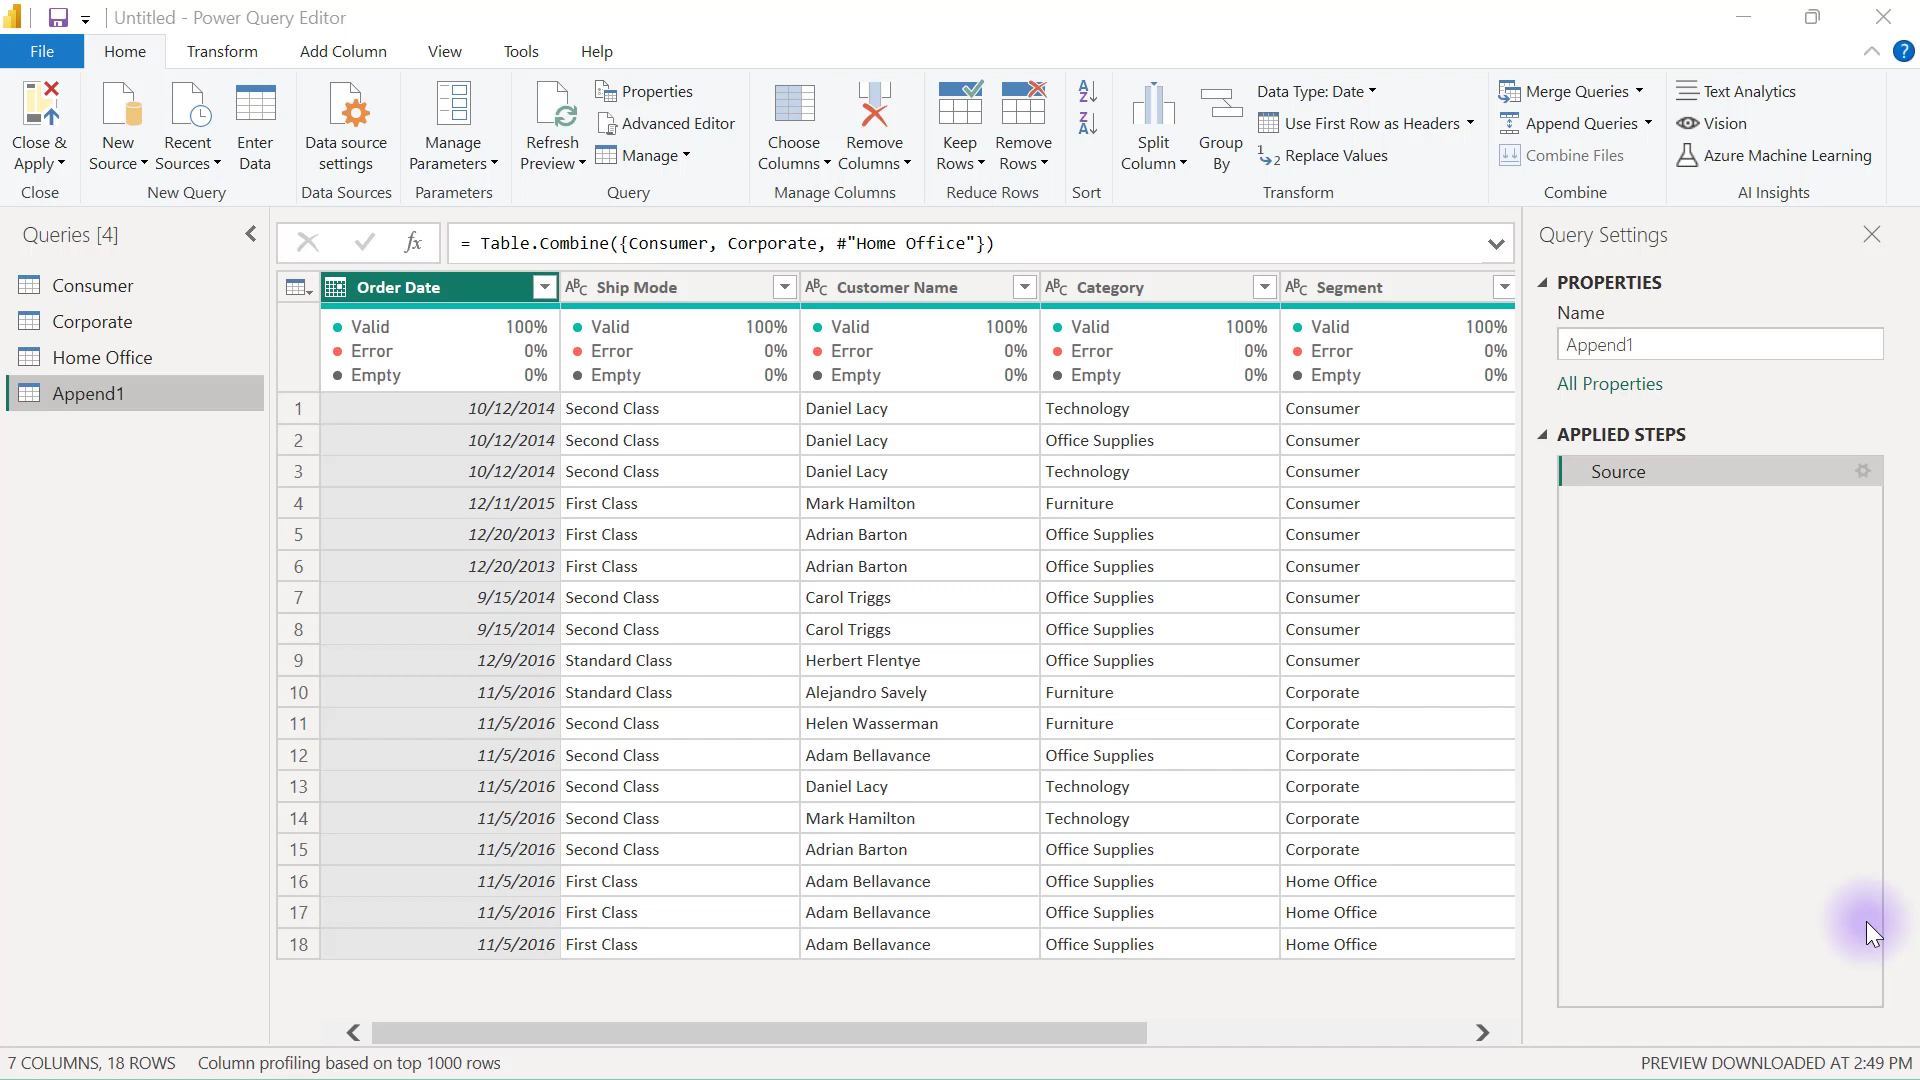 Untitled - Power Query Editor
File Home Transform Add Column View Tools Help
Close & Apply
Close
New Source
Recent Sources
Enter Data
New Query
Data source settings
Data Sources
Manage Parameters
Parameters
Refresh Preview
Properties
Advanced Editor
Manage
Query
Choose Columns
Remove Columns
Manage Columns
Keep Rows
Remove Rows
Reduce Rows
A Z
Z A
Sort
Split Column
Group By
Data Type: Date
Use First Row as Headers
1 2 Replace Values
Transform
Merge Queries
Append Queries
Combine Files
Combine
Text Analytics
Vision
Azure Machine Learning
AI Insights
?
Queries [4]
Consumer
Corporate
Home Office
Append1
fx = Table.Combine({Consumer, Corporate, #"Home Office"})
Order Date ABC Ship Mode ABC Customer Name ABC Category ABC Segment
Valid 100% Valid 100% Valid 100% Valid 100% Valid 100%
Error 0% Error 0% Error 0% Error 0% Error 0%
Empty 0% Empty 0% Empty 0% Empty 0% Empty 0%
1 10/12/2014 Second Class Daniel Lacy Technology Consumer
2 10/12/2014 Second Class Daniel Lacy Office Supplies Consumer
3 10/12/2014 Second Class Daniel Lacy Technology Consumer
4 12/11/2015 First Class Mark Hamilton Furniture Consumer
5 12/20/2013 First Class Adrian Barton Office Supplies Consumer
6 12/20/2013 First Class Adrian Barton Office Supplies Consumer
7 9/15/2014 Second Class Carol Triggs Office Supplies Consumer
8 9/15/2014 Second Class Carol Triggs Office Supplies Consumer
9 12/9/2016 Standard Class Herbert Flentye Office Supplies Consumer
10 11/5/2016 Standard Class Alejandro Savely Furniture Corporate
11 11/5/2016 Second Class Helen Wasserman Furniture Corporate
12 11/5/2016 Second Class Adam Bellavance Office Supplies Corporate
13 11/5/2016 Second Class Daniel Lacy Technology Corporate
14 11/5/2016 Second Class Mark Hamilton Technology Corporate
15 11/5/2016 Second Class Adrian Barton Office Supplies Corporate
16 11/5/2016 First Class Adam Bellavance Office Supplies Home Office
17 11/5/2016 First Class Adam Bellavance Office Supplies Home Office
18 11/5/2016 First Class Adam Bellavance Office Supplies Home Office
Query Settings
PROPERTIES
Name
Append1
All Properties
APPLIED STEPS
Source
7 COLUMNS, 18 ROWS Column profiling based on top 1000 rows
PREVIEW DOWNLOADED AT 2:49 PM